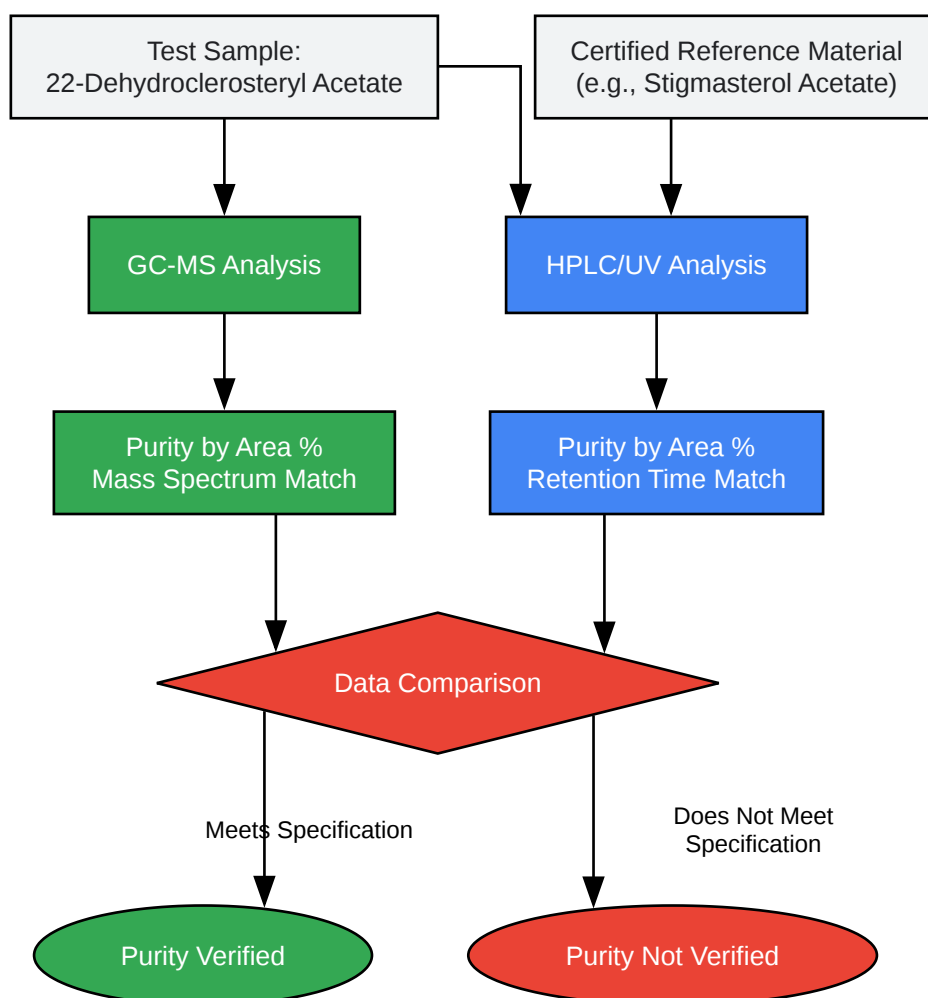 Test Sample:
22-Dehydroclerosteryl Acetate
Certified Reference Material
(e.g., Stigmasterol Acetate)
GC-MS Analysis
HPLC/UV Analysis
Purity by Area %
Mass Spectrum Match
Purity by Area %
Retention Time Match
Data Comparison
Meets Specification
Does Not Meet
Specification
Purity Verified
Purity Not Verified